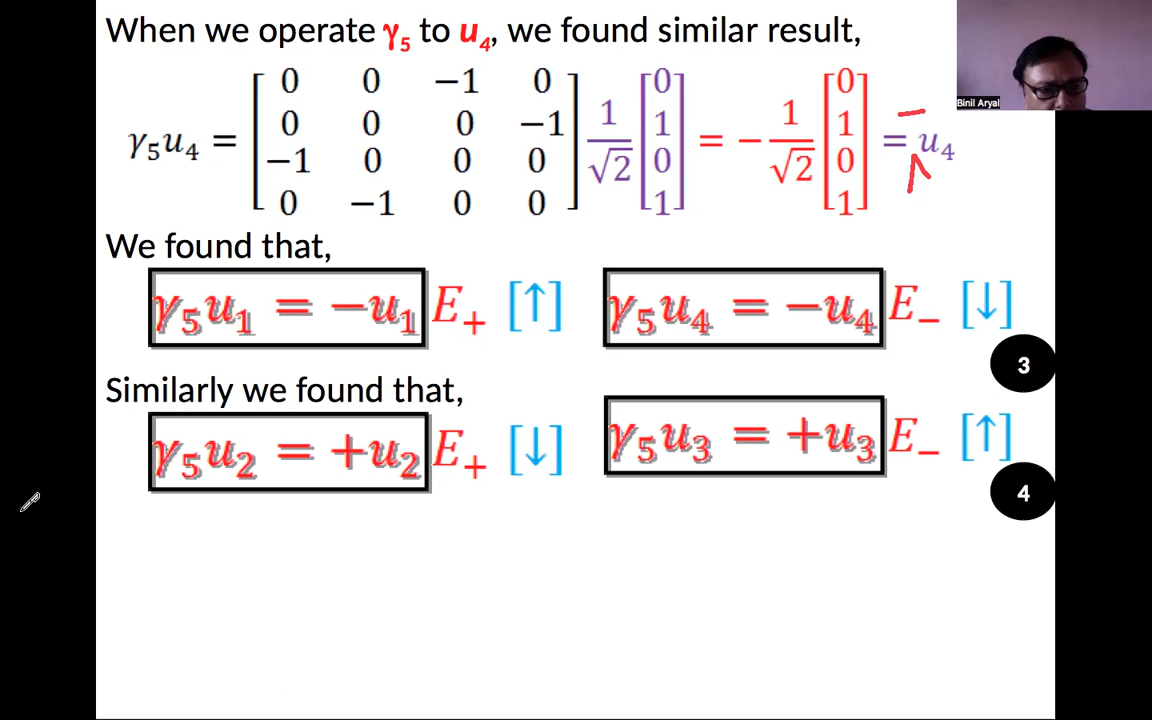 When we operate γ₅ to u₄, we found similar result,
γ₅u₄ = [0 0 −1 0; 0 0 0 −1; −1 0 0 0; 0 −1 0 0] 1/√2 [0; 1; 0; 1] = − 1/√2 [0; 1; 0; 1] = − u₄
Binil Aryal
We found that,
γ₅u₁ = −u₁ E₊ [↑] γ₅u₄ = −u₄ E₋ [↓]
3
Similarly we found that,
γ₅u₂ = +u₂ E₊ [↓] γ₅u₃ = +u₃ E₋ [↑]
4